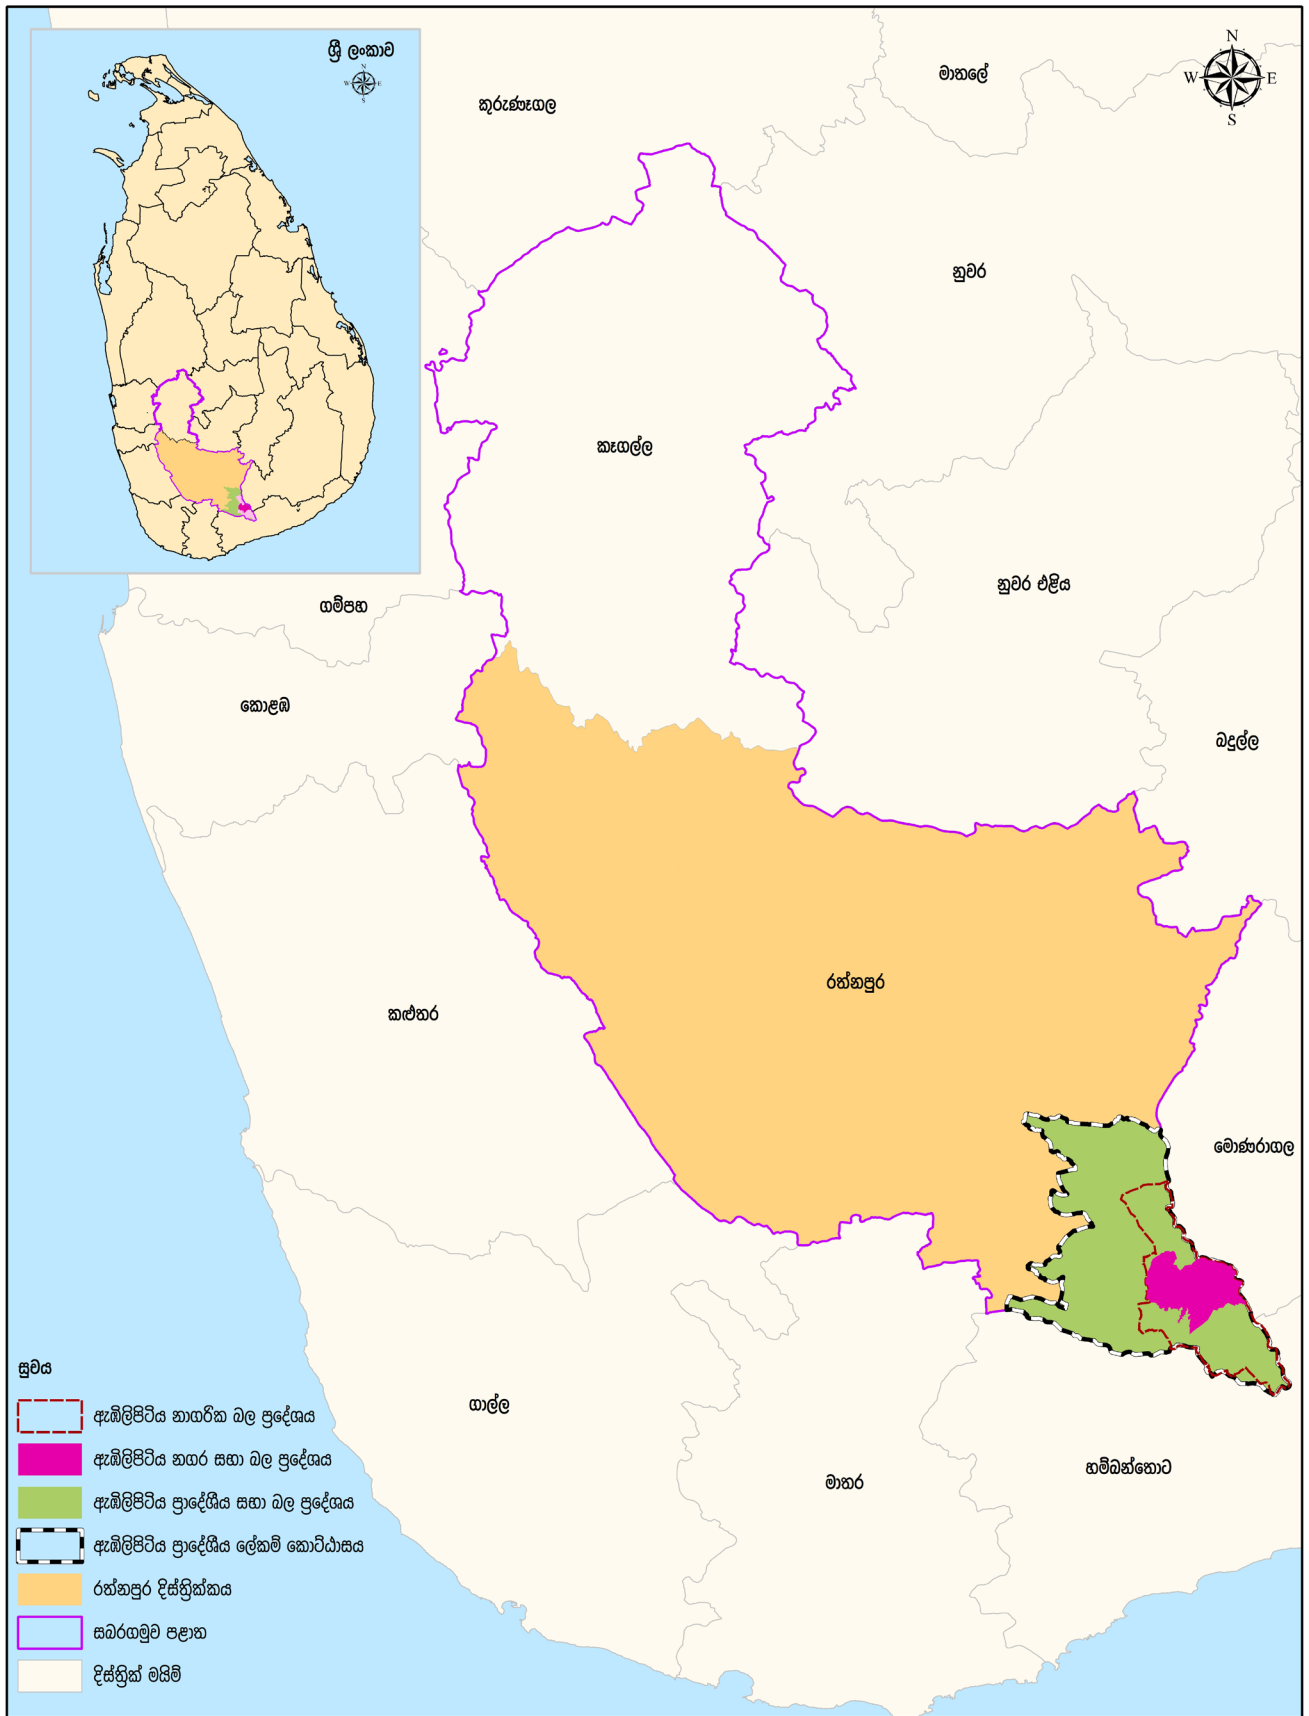 ශ්‍රී ලංකාව
N
W E
S
N
W E
S
මාතලේ
කුරුණෑගල
නුවර
කෑගල්ල
නුවර එළිය
ගම්පහ
කොළඹ
බදුල්ල
රත්නපුර
කළුතර
මොණරාගල
ගාල්ල
හම්බන්තොට
මාතර
සුචය
ඇඹිලිපිටිය නාගරික බල ප්‍රදේශය
ඇඹිලිපිටිය නගර සභා බල ප්‍රදේශය
ඇඹිලිපිටිය ප්‍රාදේශීය සභා බල ප්‍රදේශය
ඇඹිලිපිටිය ප්‍රාදේශීය ලේකම් කොට්ඨාසය
රත්නපුර දිස්ත්‍රික්කය
සබරගමුව පළාත
දිස්ත්‍රික් මයිම්